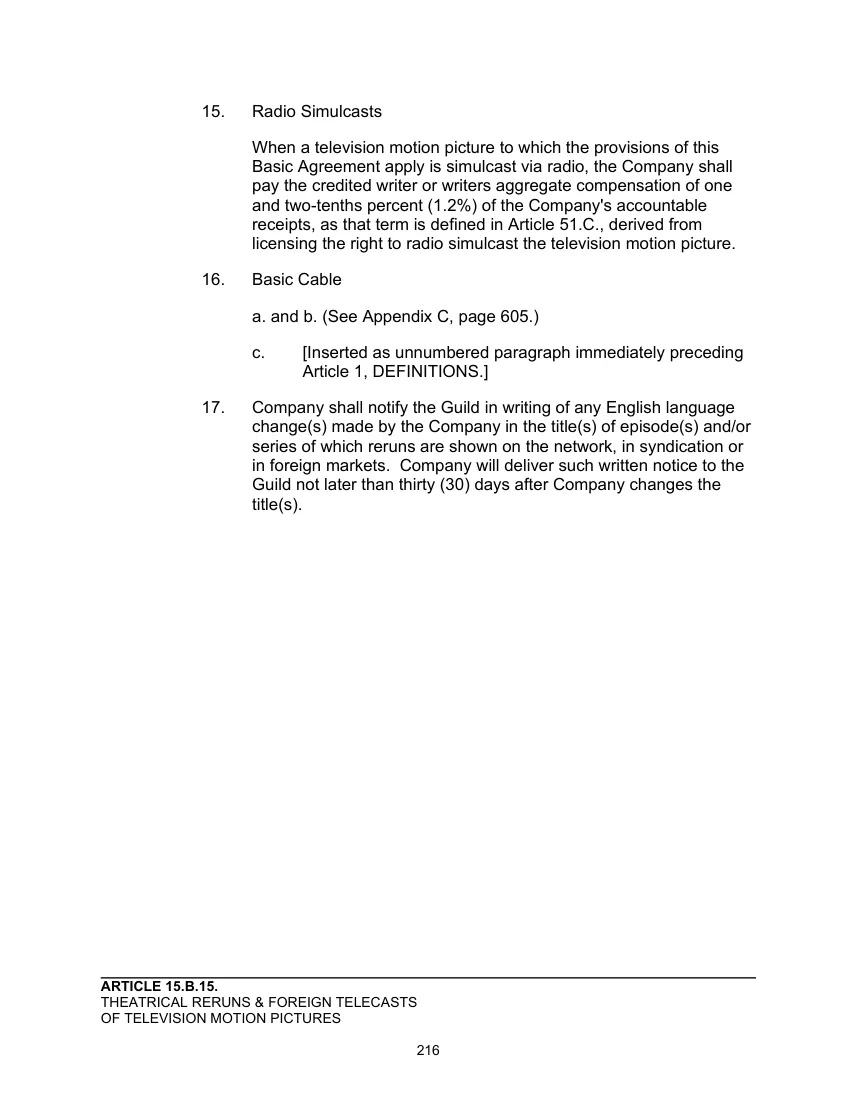 15. Radio Simulcasts
When a television motion picture to which the provisions of this
Basic Agreement apply is simulcast via radio, the Company shall
pay the credited writer or writers aggregate compensation of one
and two-tenths percent (1.2%) of the Company's accountable
receipts, as that term is defined in Article 51.C., derived from
licensing the right to radio simulcast the television motion picture.
16. Basic Cable
a. and b. (See Appendix C, page 605.)
c. [Inserted as unnumbered paragraph immediately preceding
Article 1, DEFINITIONS.]
17. Company shall notify the Guild in writing of any English language
change(s) made by the Company in the title(s) of episode(s) and/or
series of which reruns are shown on the network, in syndication or
in foreign markets.  Company will deliver such written notice to the
Guild not later than thirty (30) days after Company changes the
title(s).
ARTICLE 15.B.15.
THEATRICAL RERUNS & FOREIGN TELECASTS
OF TELEVISION MOTION PICTURES
216